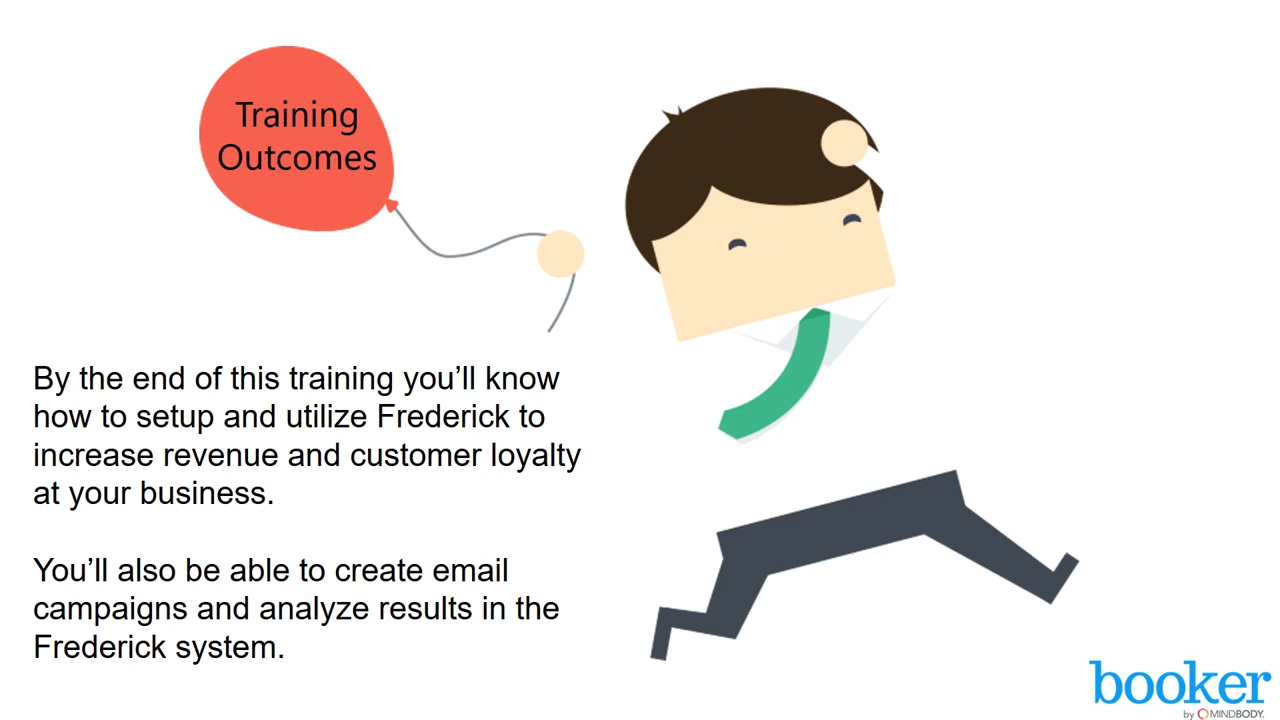 Training
Outcomes
By the end of this training you’ll know
how to setup and utilize Frederick to
increase revenue and customer loyalty
at your business.
You’ll also be able to create email
campaigns and analyze results in the
Frederick system.
booker
by MINDBODY.